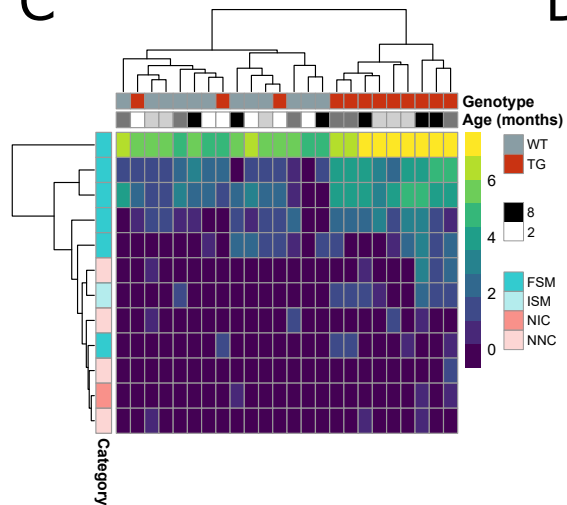 C
D
Genotype
Age (months)
WT
TG
6
4
2
0
8
2
FSM
ISM
NIC
NNC
Category